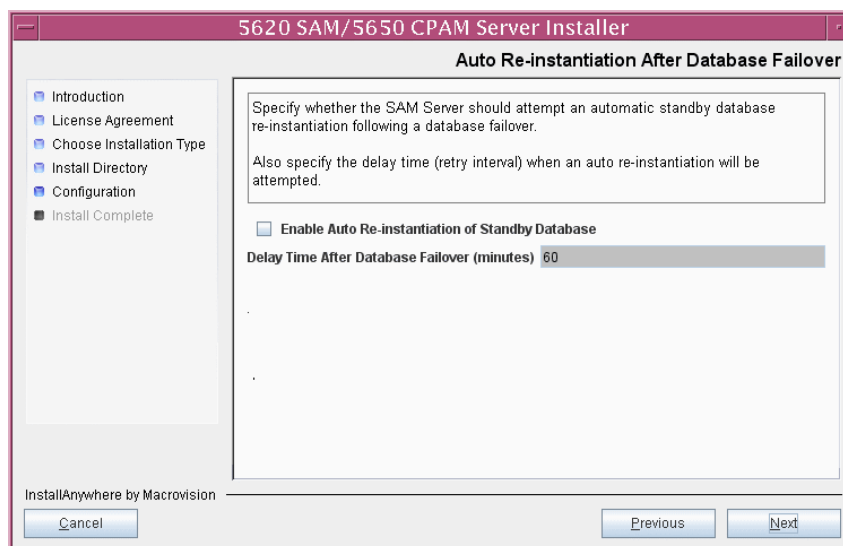 5620 SAM/5650 CPAM Server Installer
Auto Re-instantiation After Database Failover
Introduction
License Agreement
Choose Installation Type
Install Directory
Configuration
Install Complete
Specify whether the SAM Server should attempt an automatic standby database
re-instantiation following a database failover.
Also specify the delay time (retry interval) when an auto re-instantiation will be
attempted.
Enable Auto Re-instantiation of Standby Database
Delay Time After Database Failover (minutes) 60
InstallAnywhere by Macrovision
Cancel
Previous
Next